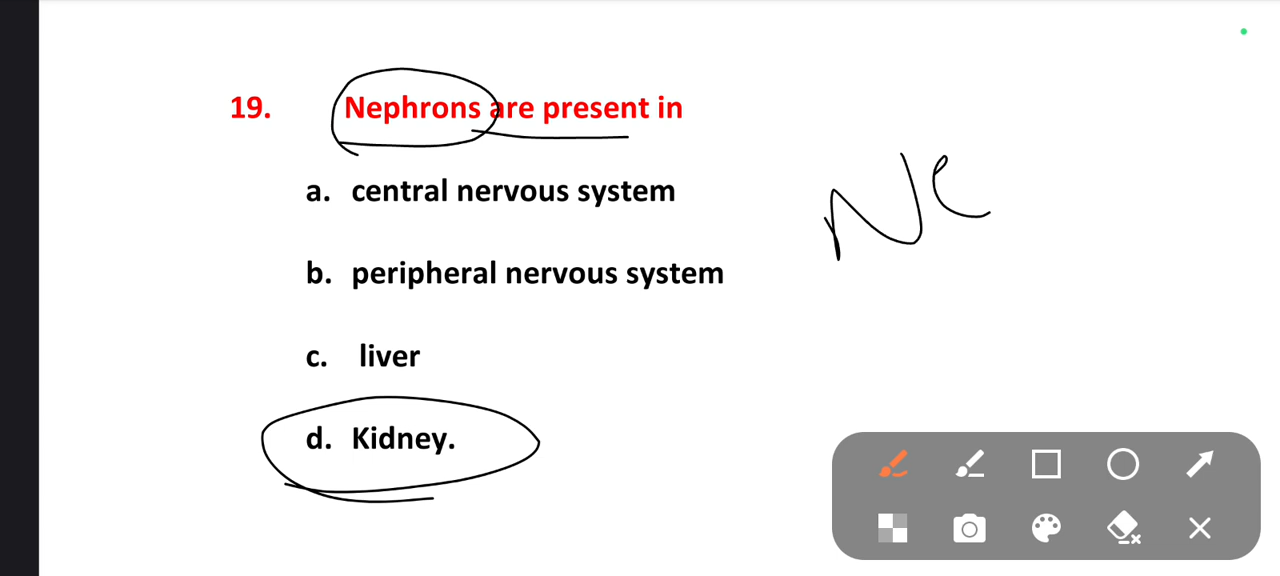 19. Nephrons are present in
a. central nervous system
Ne
b. peripheral nervous system
c. liver
d. Kidney.